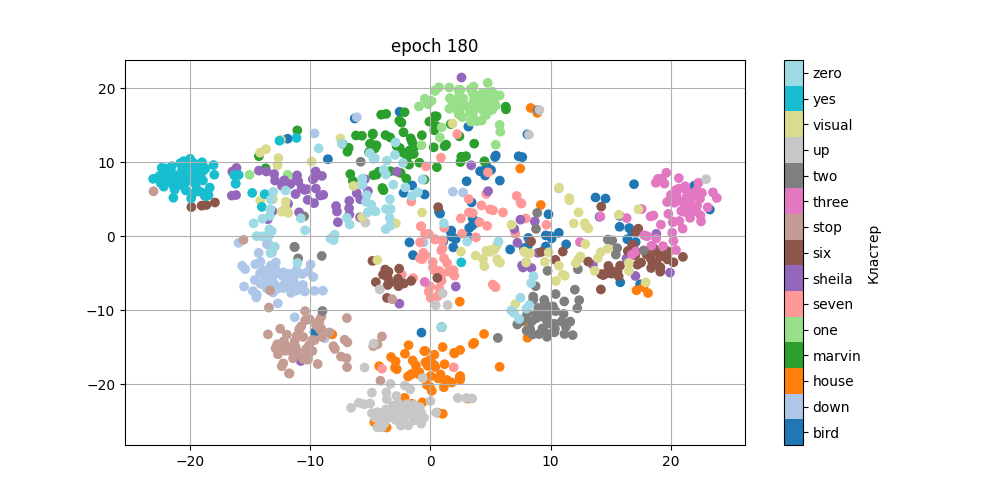 epoch 180
20
10
0
−10
−20
−20
−10
0
10
20
zero
yes
visual
up
two
three
stop
six
sheila
seven
one
marvin
house
down
bird
Кластер